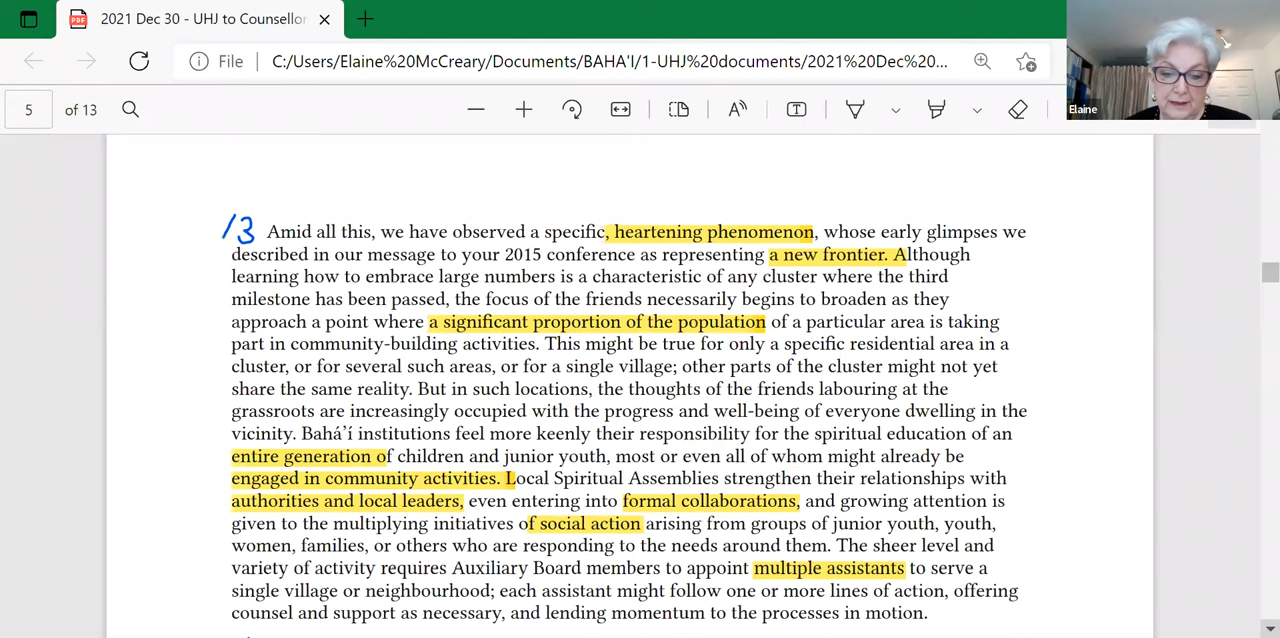 2021 Dec 30 - UHJ to Counsellor
File C:/Users/Elaine%20McCreary/Documents/BAHA'I/1-UHJ%20documents/2021%20Dec%20...
5 of 13
Elaine
13 Amid all this, we have observed a specific, heartening phenomenon, whose early glimpses we
described in our message to your 2015 conference as representing a new frontier. Although
learning how to embrace large numbers is a characteristic of any cluster where the third
milestone has been passed, the focus of the friends necessarily begins to broaden as they
approach a point where a significant proportion of the population of a particular area is taking
part in community-building activities. This might be true for only a specific residential area in a
cluster, or for several such areas, or for a single village; other parts of the cluster might not yet
share the same reality. But in such locations, the thoughts of the friends labouring at the
grassroots are increasingly occupied with the progress and well-being of everyone dwelling in the
vicinity. Bahá’í institutions feel more keenly their responsibility for the spiritual education of an
entire generation of children and junior youth, most or even all of whom might already be
engaged in community activities. Local Spiritual Assemblies strengthen their relationships with
authorities and local leaders, even entering into formal collaborations, and growing attention is
given to the multiplying initiatives of social action arising from groups of junior youth, youth,
women, families, or others who are responding to the needs around them. The sheer level and
variety of activity requires Auxiliary Board members to appoint multiple assistants to serve a
single village or neighbourhood; each assistant might follow one or more lines of action, offering
counsel and support as necessary, and lending momentum to the processes in motion.